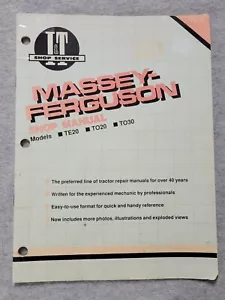 I&T
SHOP SERVICE
MASSEY-
FERGUSON
SHOP MANUAL
Models ■ TE20 ■ TO20 ■ TO30
■ The preferred line of tractor repair manuals for over 40 years
■ Written for the experienced mechanic by professionals
■ Easy-to-use format for quick and handy reference
■ Now includes more photos, illustrations and exploded views